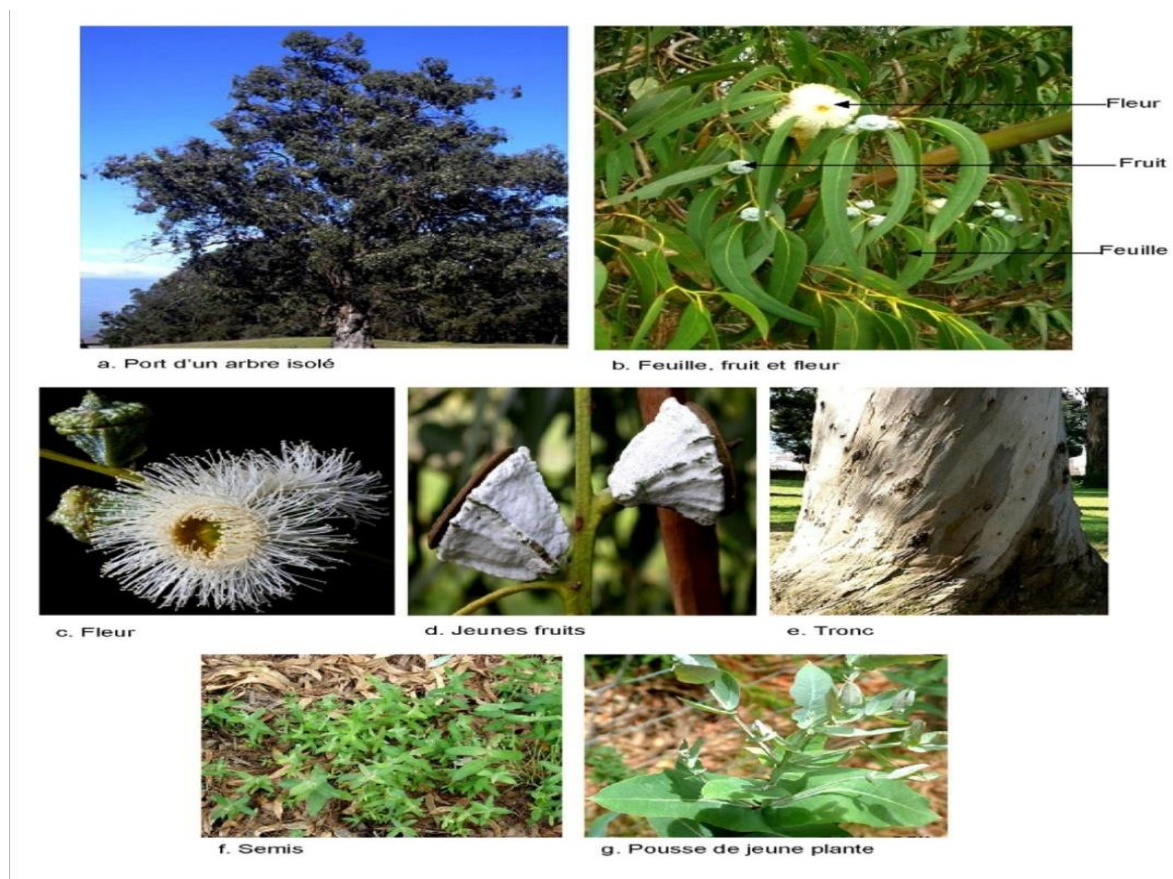 Fleur
Fruit
Feuille
a. Port d'un arbre isolé
b. Feuille, fruit et fleur
c. Fleur
d. Jeunes fruits
e. Tronc
f. Semis
g. Pousse de jeune plante